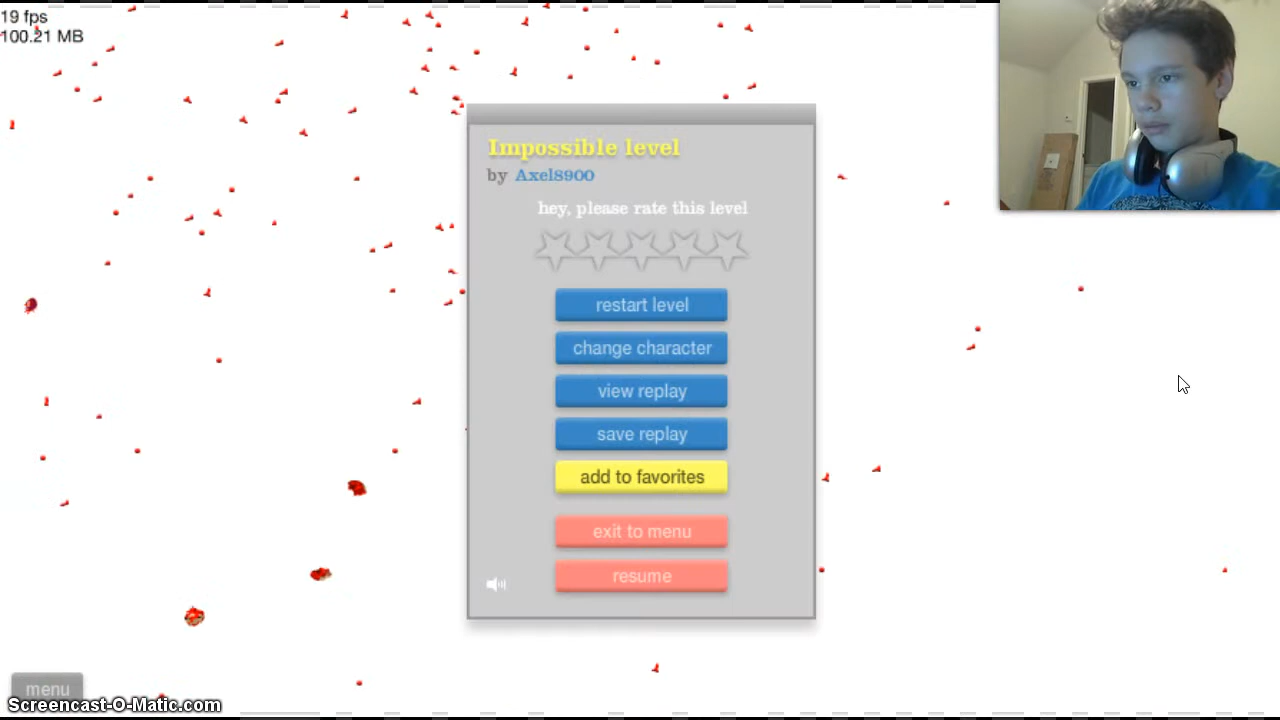 19 fps
100.21 MB
Impossible level
by Axel8900
hey, please rate this level
restart level
change character
view replay
save replay
add to favorites
exit to menu
resume
menu
Screencast-O-Matic.com